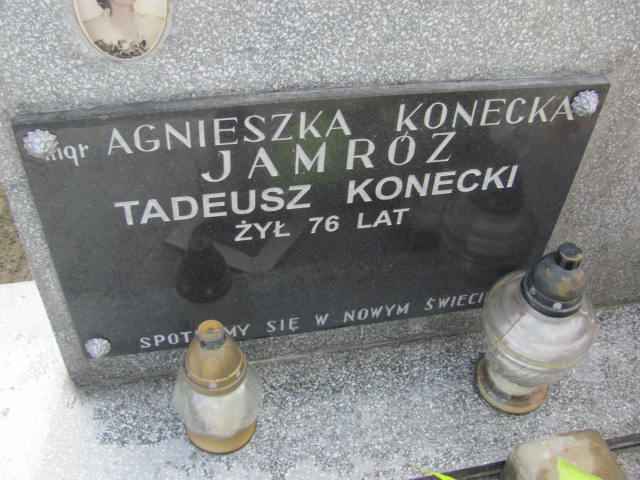 mgr AGNIESZKA KONECKA
JAMRÓZ
TADEUSZ KONECKI
ŻYŁ 76 LAT
SIĘ W NOWYM